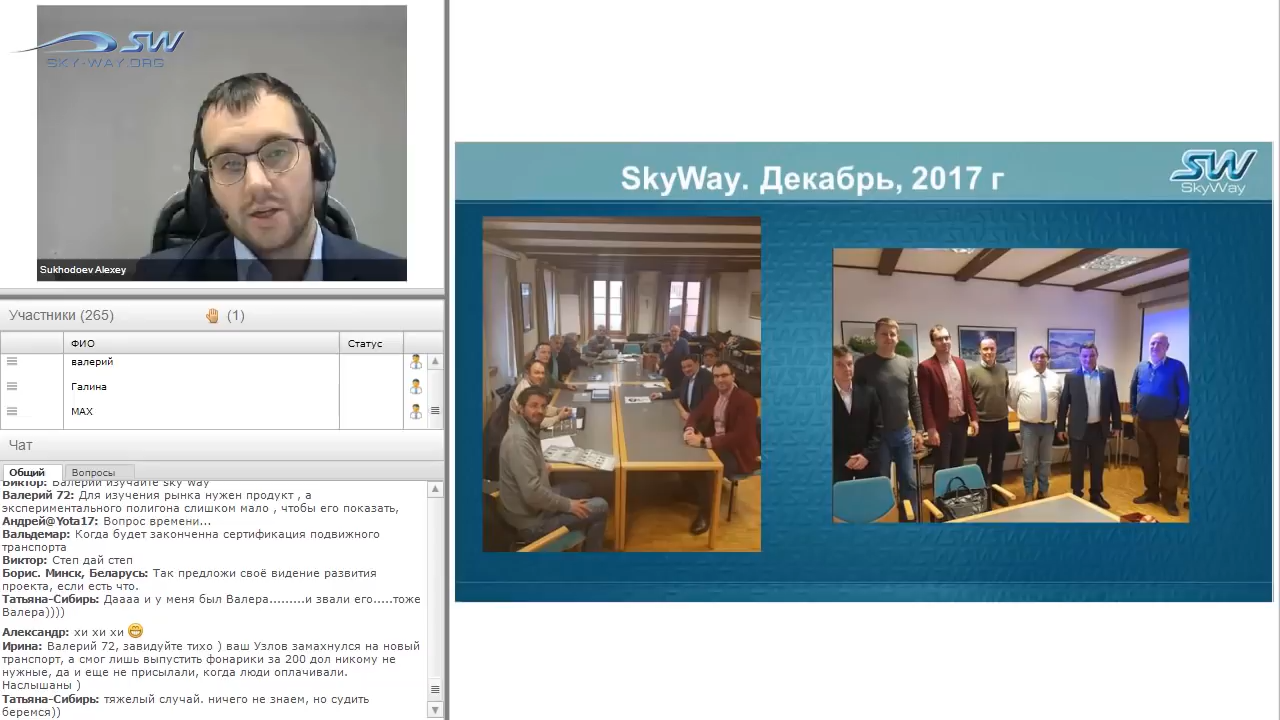 SW
SKY-WAY.ORG
Sukhodoev Alexey
Участники (265)
(1)
ФИО
Статус
валерий
Галина
МАХ
Чат
Общий
Вопросы
Виктор: Валерий изучайте sky way
Валерий 72: Для изучения рынка нужен продукт , а
экспериментального полигона слишком мало , чтобы его показать,
Андрей@Yota17: Вопрос времени...
Вальдемар: Когда будет законченна сертификация подвижного
транспорта
Виктор: Степ дай степ
Борис. Минск, Беларусь: Так предложи своё видение развития
проекта, если есть что.
Татьяна-Сибирь: Даааа и у меня был Валера.........и звали его.....тоже
Валера))))
Александр: хи хи хи
Ирина: Валерий 72, завидуйте тихо ) ваш Узлов замахнулся на новый
транспорт, а смог лишь выпустить фонарики за 200 дол никому не
нужные, да и еще не присылали, когда люди оплачивали.
Наслышаны )
Татьяна-Сибирь: тяжелый случай. ничего не знаем, но судить
беремся))
SkyWay. Декабрь, 2017 г
SW
SkyWay